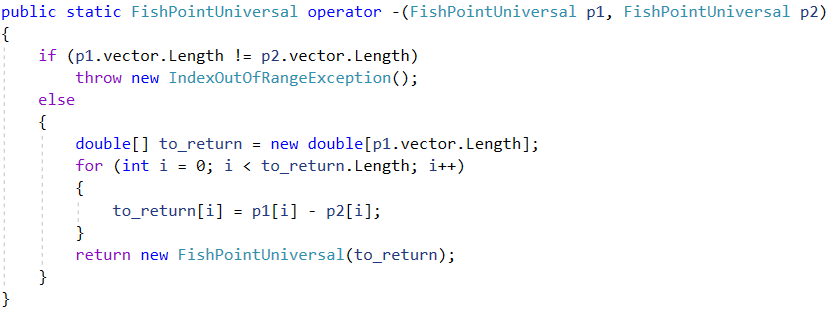 public static FishPointUniversal operator -(FishPointUniversal p1, FishPointUniversal p2)
{
    if (p1.vector.Length != p2.vector.Length)
        throw new IndexOutOfRangeException();
    else
    {
        double[] to_return = new double[p1.vector.Length];
        for (int i = 0; i < to_return.Length; i++)
        {
            to_return[i] = p1[i] - p2[i];
        }
        return new FishPointUniversal(to_return);
    }
}